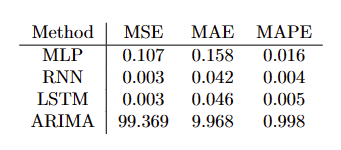 Method MSE MAE MAPE
MLP 0.107 0.158 0.016
RNN 0.003 0.042 0.004
LSTM 0.003 0.046 0.005
ARIMA 99.369 9.968 0.998